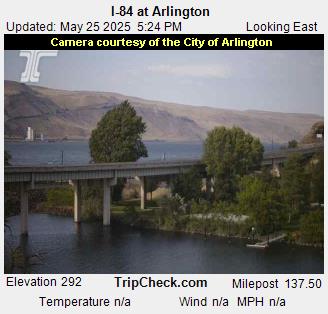 I-84 at Arlington
Updated: May 25 2025 5:24 PM Looking East
Camera courtesy of the City of Arlington
Elevation 292 TripCheck.com Milepost 137.50
Temperature n/a Wind n/a MPH n/a